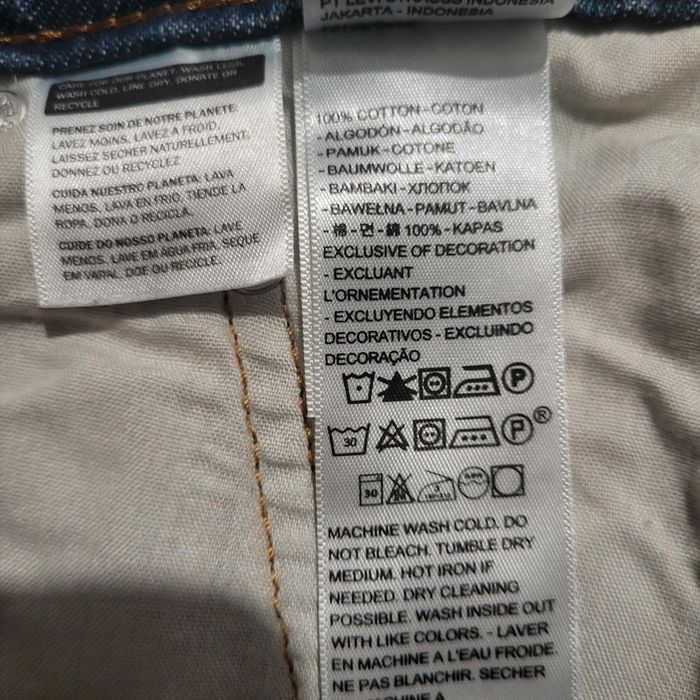 CARE FOR OUR PLANET: WASH LESS,
WASH COLD, LINE DRY, DONATE OR
RECYCLE
PRENEZ SOIN DE NOTRE PLANETE:
LAVEZ MOINS, LAVEZ A FROID,
LAISSEZ SECHER NATURELLEMENT,
DONNEZ OU RECYCLEZ
CUIDA NUESTRO PLANETA: LAVA
MENOS, LAVA EN FRIO, TIENDE LA
ROPA, DONA O RECICLA.
CUIDE DO NOSSO PLANETA: LAVE
MENOS, LAVE EM ÁGUA FRIA, SEQUE
EM VARAL, DOE OU RECICLE.
PT LEVI STRAUSS INDONESIA
JAKARTA - INDONESIA
100% COTTON - COTON
- ALGODÓN - ALGODÃO
- PAMUK - COTONE
- BAUMWOLLE - KATOEN
- BAMBAKI - ХЛОПОК
- BAWEŁNA - PAMUT - BAVLNA
- 棉 - 면 - 綿 100% - KAPAS
EXCLUSIVE OF DECORATION
- EXCLUANT
L'ORNEMENTATION
- EXCLUYENDO ELEMENTOS
DECORATIVOS - EXCLUINDO
DECORAÇÃO
P
30 P®
30
MACHINE WASH COLD. DO
NOT BLEACH. TUMBLE DRY
MEDIUM. HOT IRON IF
NEEDED. DRY CLEANING
POSSIBLE. WASH INSIDE OUT
WITH LIKE COLORS. - LAVER
EN MACHINE A L'EAU FROIDE.
NE PAS BLANCHIR. SECHER